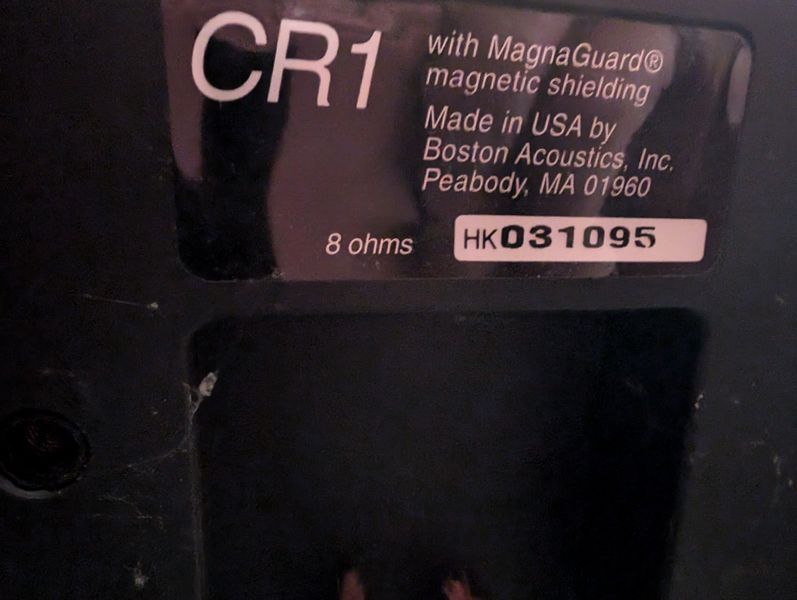 CR1
with MagnaGuard®
magnetic shielding
Made in USA by
Boston Acoustics, Inc.
Peabody, MA 01960
8 ohms
HK031095